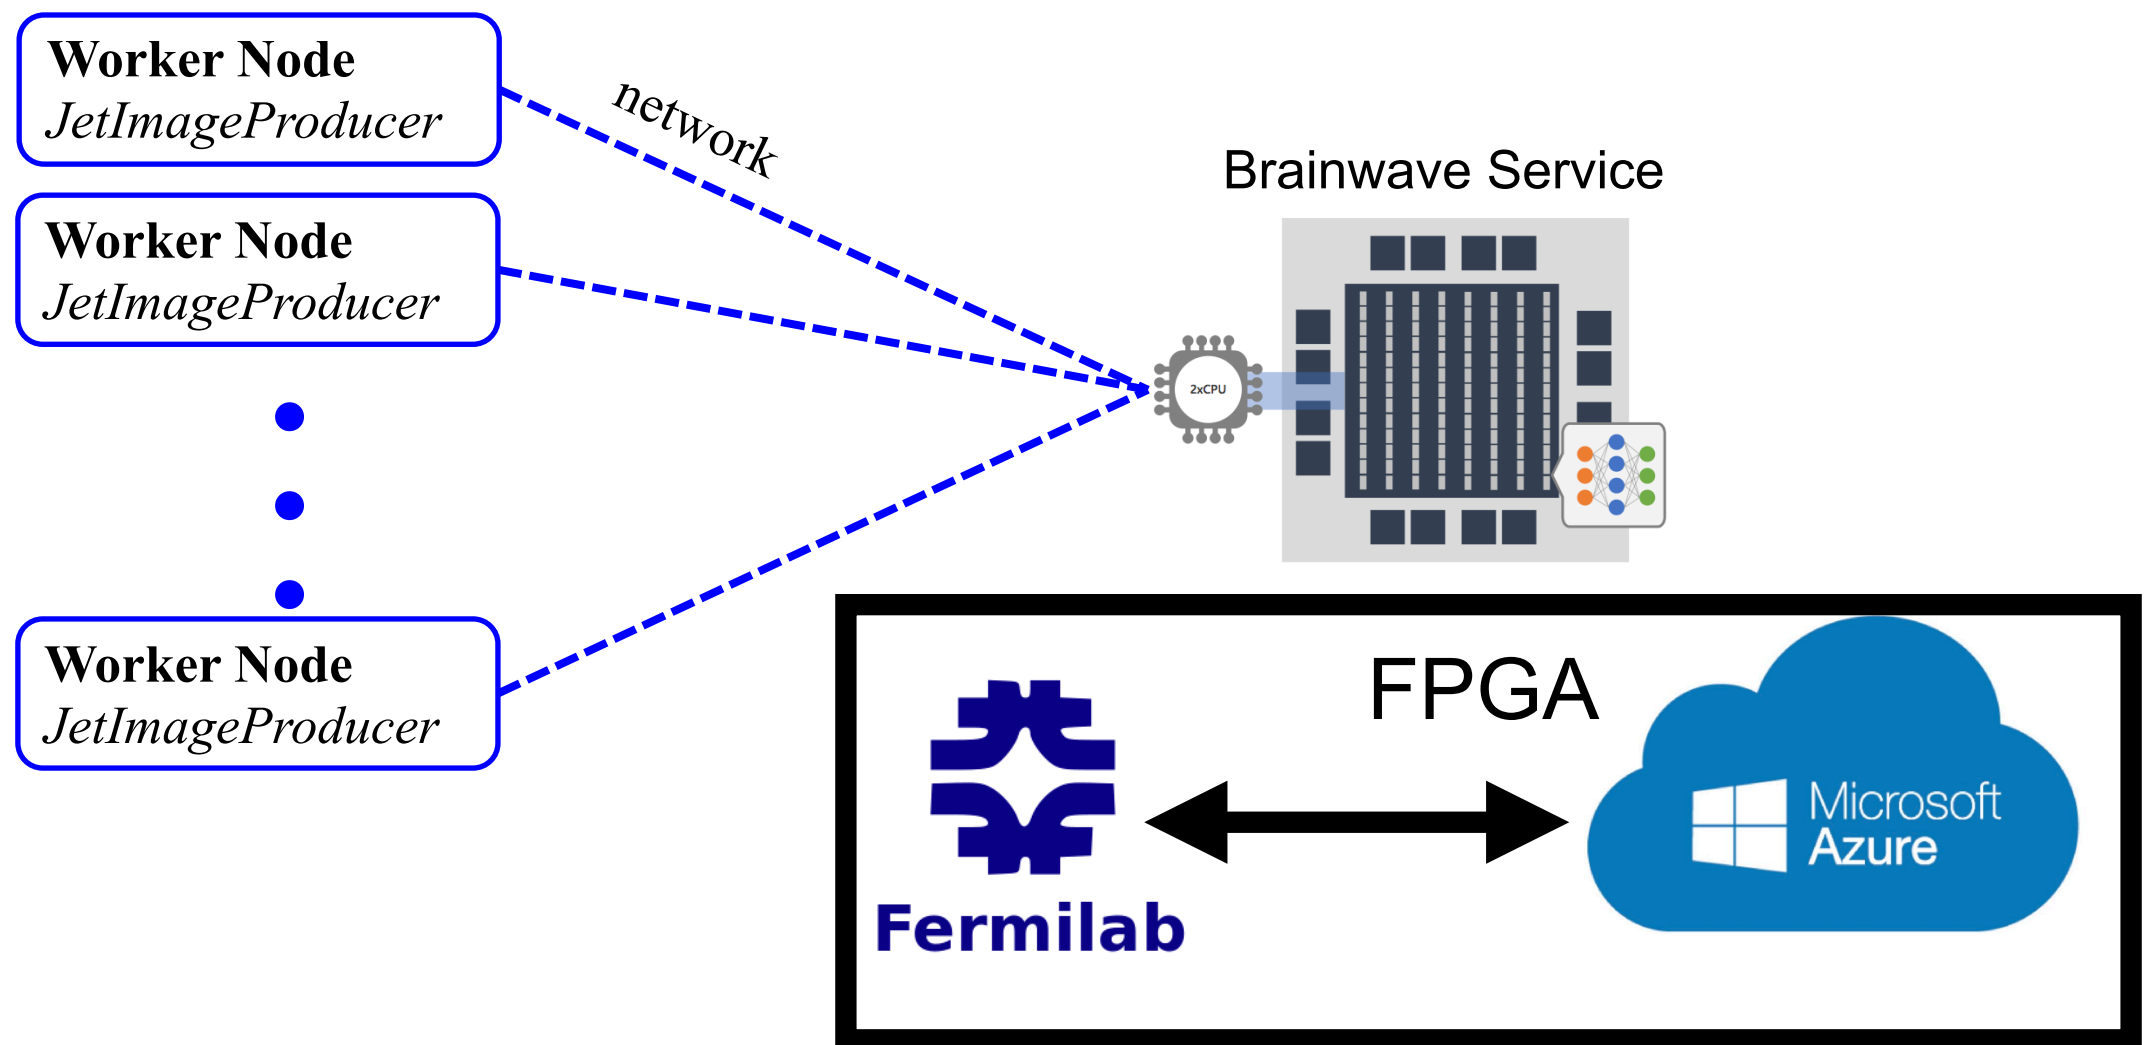 Worker Node
JetImageProducer
network
Worker Node
JetImageProducer
Worker Node
JetImageProducer
Brainwave Service
2xCPU
FPGA
Fermilab
Microsoft
Azure